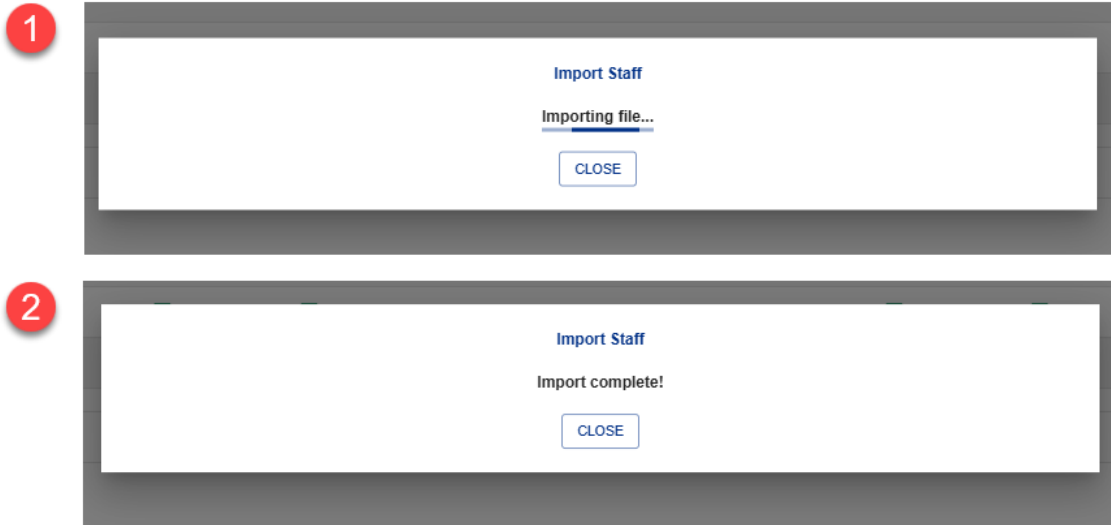 1
Import Staff
Importing file...
CLOSE
2
Import Staff
Import complete!
CLOSE